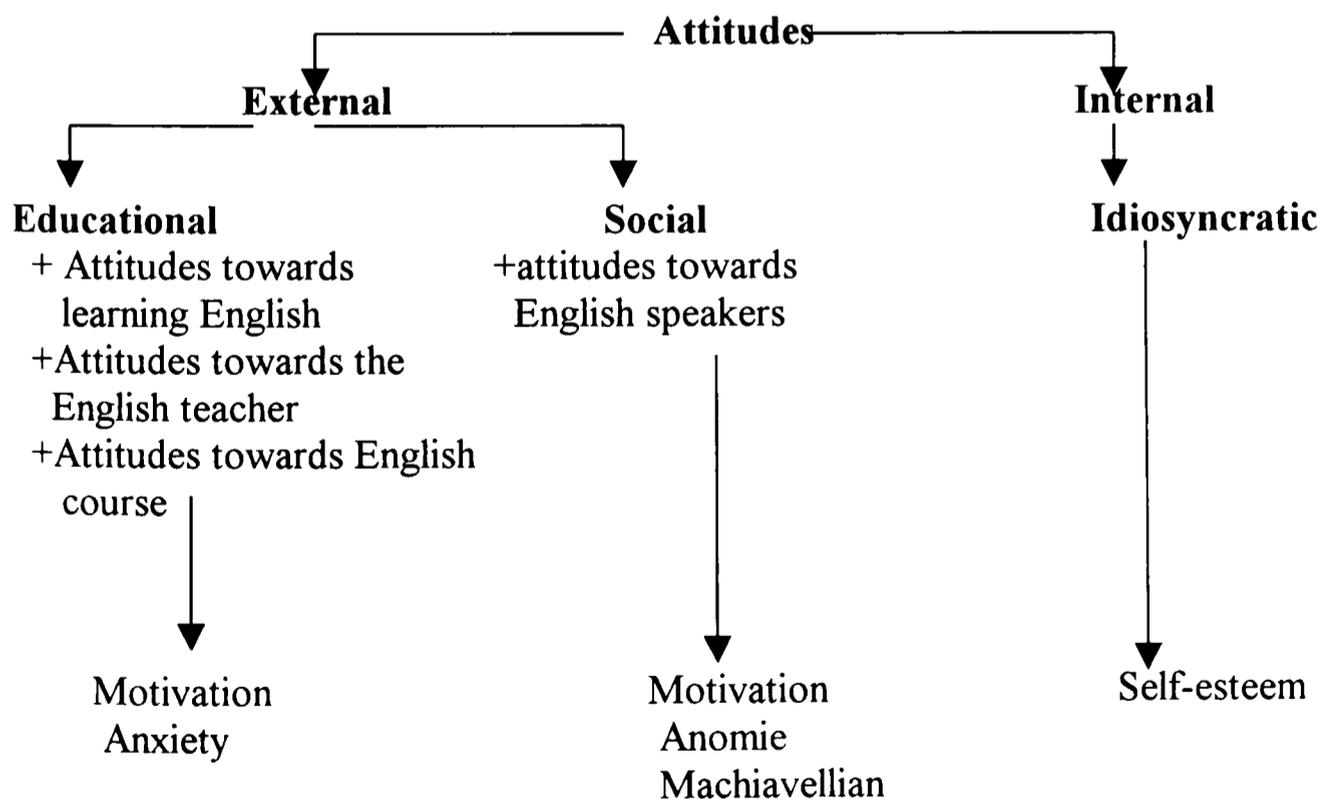 Attitudes
External
Internal
Educational
+ Attitudes towards
learning English
+Attitudes towards the
English teacher
+Attitudes towards English
course
Social
+attitudes towards
English speakers
Idiosyncratic
Motivation
Anxiety
Motivation
Anomie
Machiavellian
Self-esteem